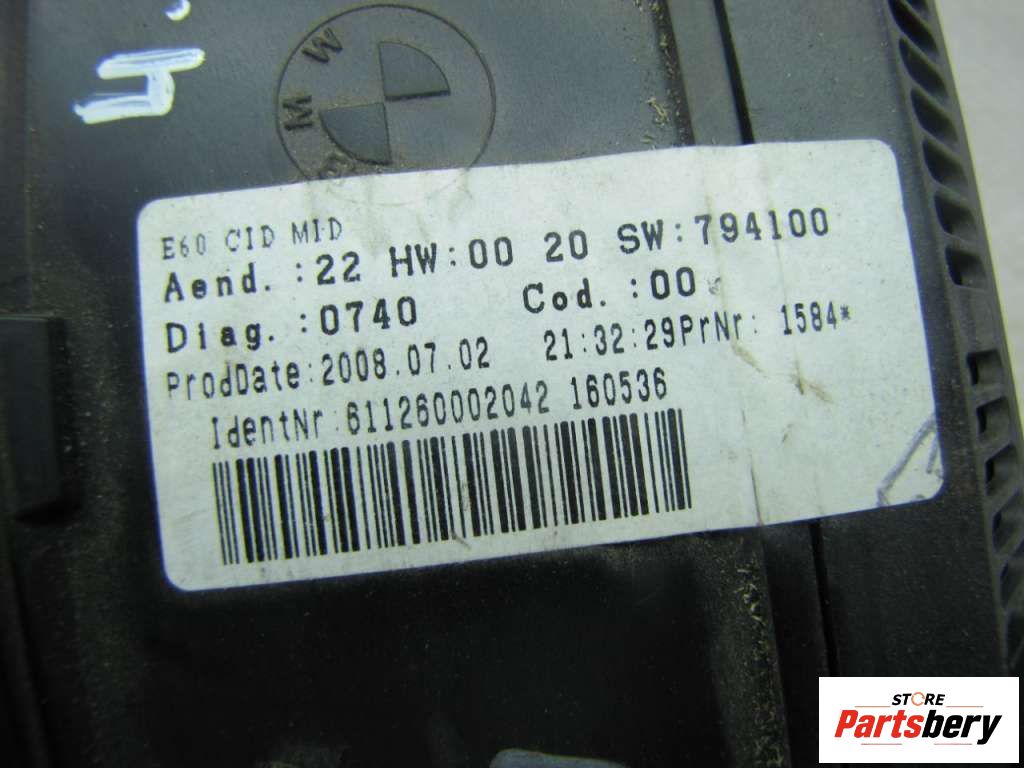 BMW
E60 CID MID
Aend. :22 HW:00 20 SW:794100
Diag. :0740 Cod. :00
ProdDate:2008.07.02 21:32:29PrNr: 1584*
IdentNr:611260002042 160536
STORE
Partsbery